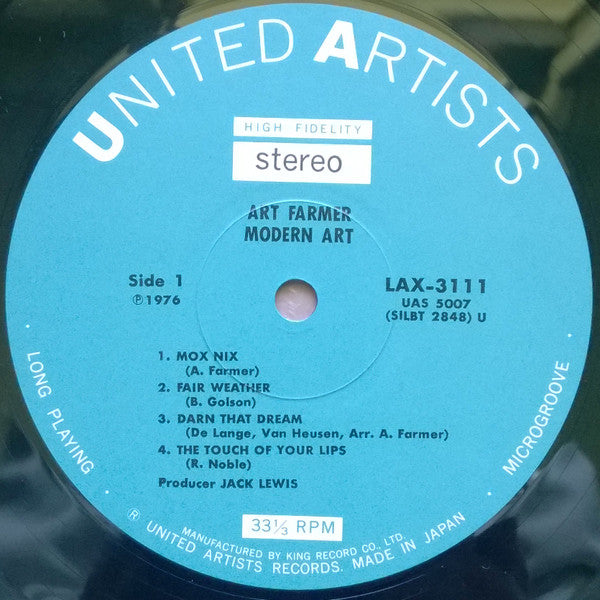 UNITED ARTISTS
HIGH FIDELITY
stereo
ART FARMER
MODERN ART
Side 1
℗1976
LAX-3111
UAS 5007
(SILBT 2848) U
1. MOX NIX
(A. Farmer)
2. FAIR WEATHER
(B. Golson)
3. DARN THAT DREAM
(De Lange, Van Heusen, Arr. A. Farmer)
4. THE TOUCH OF YOUR LIPS
(R. Noble)
Producer JACK LEWIS
· LONG PLAYING ·
· MICROGROOVE ·
33⅓ RPM
MANUFACTURED BY KING RECORD CO. LTD.
® UNITED ARTISTS RECORDS. MADE IN JAPAN